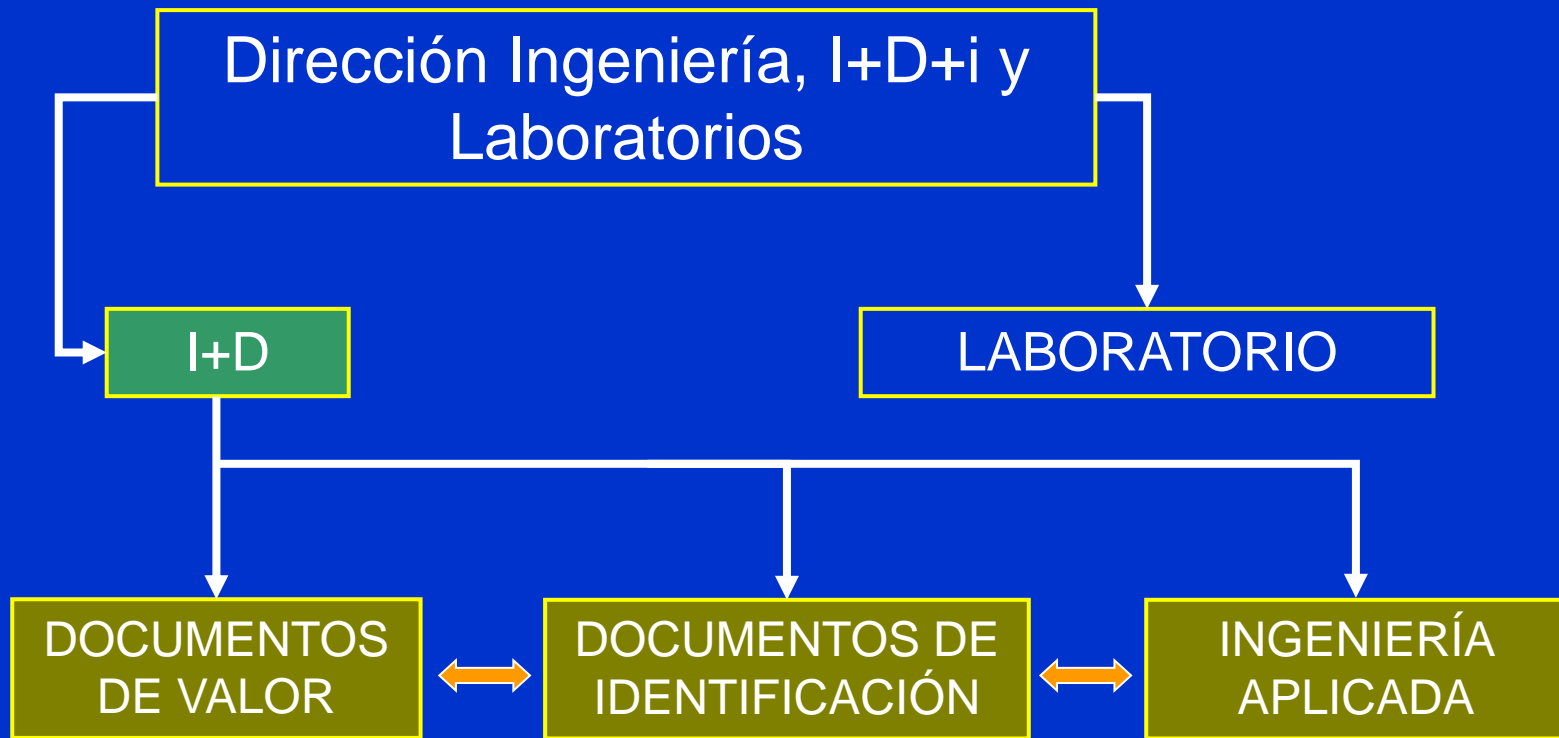 Dirección Ingeniería, I+D+i y
Laboratorios
I+D
LABORATORIO
DOCUMENTOS
DE VALOR
DOCUMENTOS DE
IDENTIFICACIÓN
INGENIERÍA
APLICADA